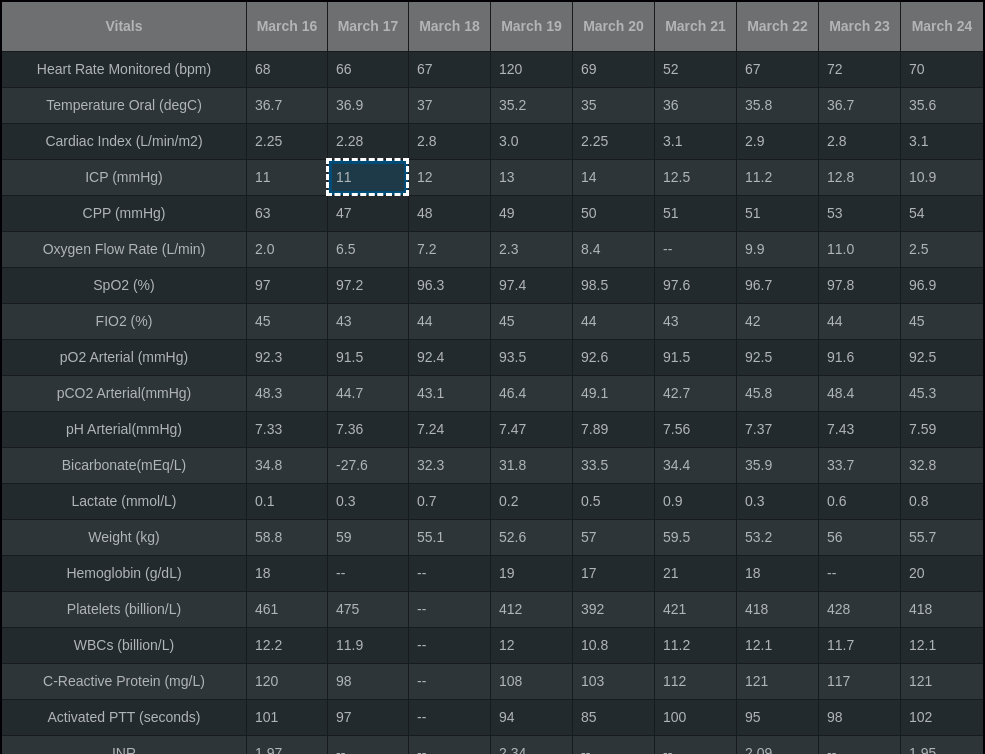 Vitals March 16 March 17 March 18 March 19 March 20 March 21 March 22 March 23 March 24
Heart Rate Monitored (bpm) 68 66 67 120 69 52 67 72 70
Temperature Oral (degC) 36.7 36.9 37 35.2 35 36 35.8 36.7 35.6
Cardiac Index (L/min/m2) 2.25 2.28 2.8 3.0 2.25 3.1 2.9 2.8 3.1
ICP (mmHg) 11 11 12 13 14 12.5 11.2 12.8 10.9
CPP (mmHg) 63 47 48 49 50 51 51 53 54
Oxygen Flow Rate (L/min) 2.0 6.5 7.2 2.3 8.4 -- 9.9 11.0 2.5
SpO2 (%) 97 97.2 96.3 97.4 98.5 97.6 96.7 97.8 96.9
FIO2 (%) 45 43 44 45 44 43 42 44 45
pO2 Arterial (mmHg) 92.3 91.5 92.4 93.5 92.6 91.5 92.5 91.6 92.5
pCO2 Arterial(mmHg) 48.3 44.7 43.1 46.4 49.1 42.7 45.8 48.4 45.3
pH Arterial(mmHg) 7.33 7.36 7.24 7.47 7.89 7.56 7.37 7.43 7.59
Bicarbonate(mEq/L) 34.8 -27.6 32.3 31.8 33.5 34.4 35.9 33.7 32.8
Lactate (mmol/L) 0.1 0.3 0.7 0.2 0.5 0.9 0.3 0.6 0.8
Weight (kg) 58.8 59 55.1 52.6 57 59.5 53.2 56 55.7
Hemoglobin (g/dL) 18 -- -- 19 17 21 18 -- 20
Platelets (billion/L) 461 475 -- 412 392 421 418 428 418
WBCs (billion/L) 12.2 11.9 -- 12 10.8 11.2 12.1 11.7 12.1
C-Reactive Protein (mg/L) 120 98 -- 108 103 112 121 117 121
Activated PTT (seconds) 101 97 -- 94 85 100 95 98 102
INR 1.97 -- -- 2.34 -- -- 2.09 -- 1.95